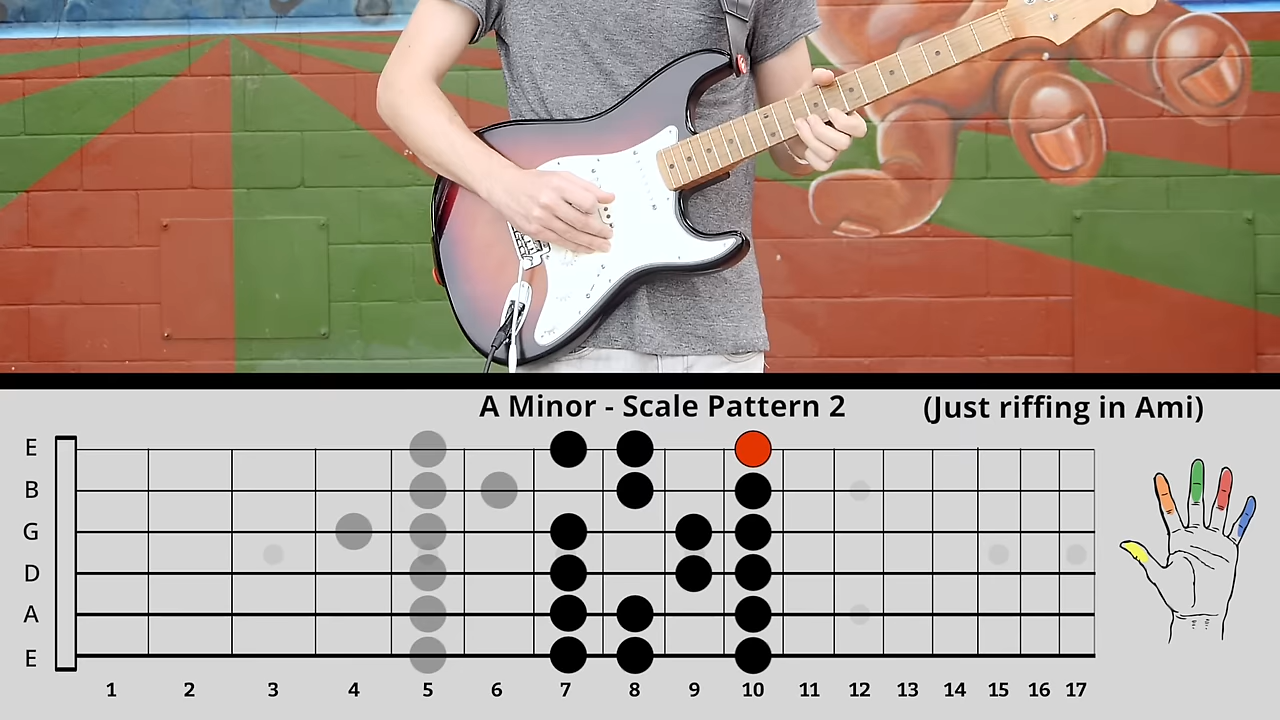 A Minor - Scale Pattern 2 (Just riffing in Ami)
E
B
G
D
A
E
1 2 3 4 5 6 7 8 9 10 11 12 13 14 15 16 17